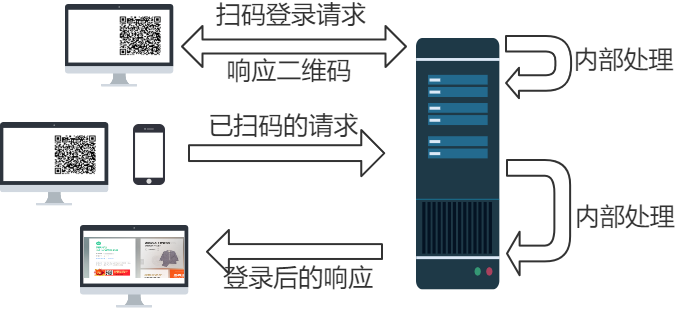 扫码登录请求
响应二维码
内部处理
已扫码的请求
内部处理
登录后的响应